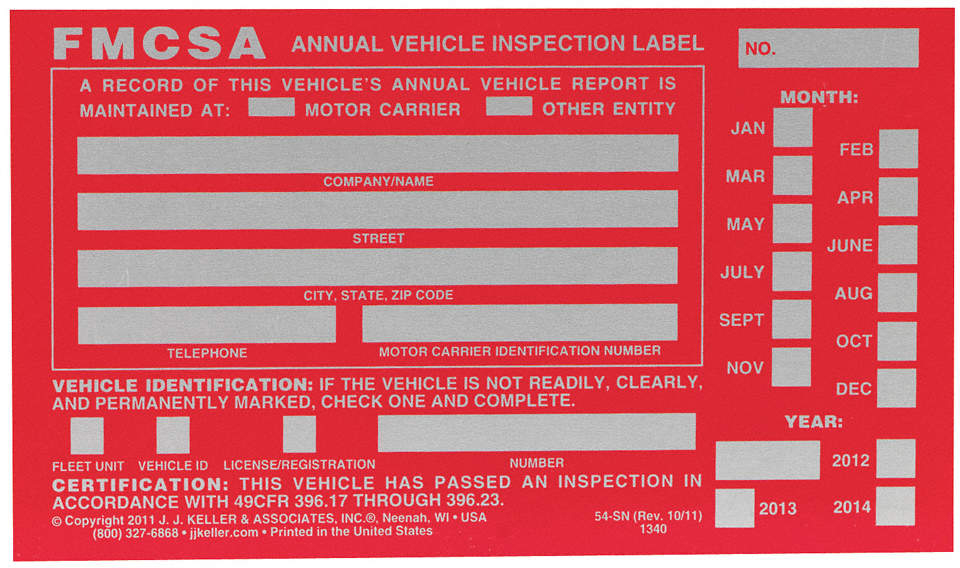 FMCSA ANNUAL VEHICLE INSPECTION LABEL
NO.
A RECORD OF THIS VEHICLE'S ANNUAL VEHICLE REPORT IS
MAINTAINED AT: MOTOR CARRIER OTHER ENTITY
COMPANY/NAME
STREET
CITY, STATE, ZIP CODE
TELEPHONE MOTOR CARRIER IDENTIFICATION NUMBER
MONTH:
JAN
FEB
MAR
APR
MAY
JUNE
JULY
AUG
SEPT
OCT
NOV
DEC
VEHICLE IDENTIFICATION: IF THE VEHICLE IS NOT READILY, CLEARLY,
AND PERMANENTLY MARKED, CHECK ONE AND COMPLETE.
FLEET UNIT VEHICLE ID LICENSE/REGISTRATION NUMBER
YEAR:
2012
2013 2014
CERTIFICATION: THIS VEHICLE HAS PASSED AN INSPECTION IN
ACCORDANCE WITH 49CFR 396.17 THROUGH 396.23.
© Copyright 2011 J. J. KELLER & ASSOCIATES, INC.®, Neenah, WI • USA
(800) 327-6868 • jjkeller.com • Printed in the United States
54-SN (Rev. 10/11)
1340